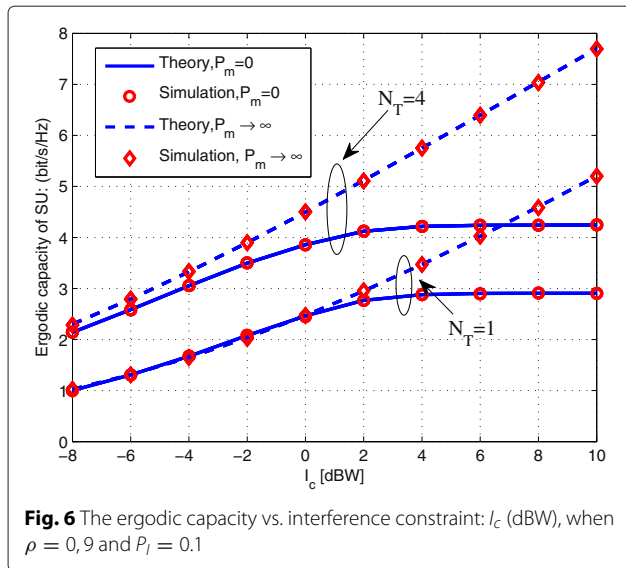 8
7
6
5
4
3
2
1
0
Ergodic capacity of SU: (bit/s/Hz)
Theory,P_m=0
Simulation,P_m=0
Theory,P_m → ∞
Simulation, P_m → ∞
N_T=4
N_T=1
−8 −6 −4 −2 0 2 4 6 8 10
I_c [dBW]
Fig. 6 The ergodic capacity vs. interference constraint: I_c (dBW), when
ρ = 0, 9 and P_I = 0.1